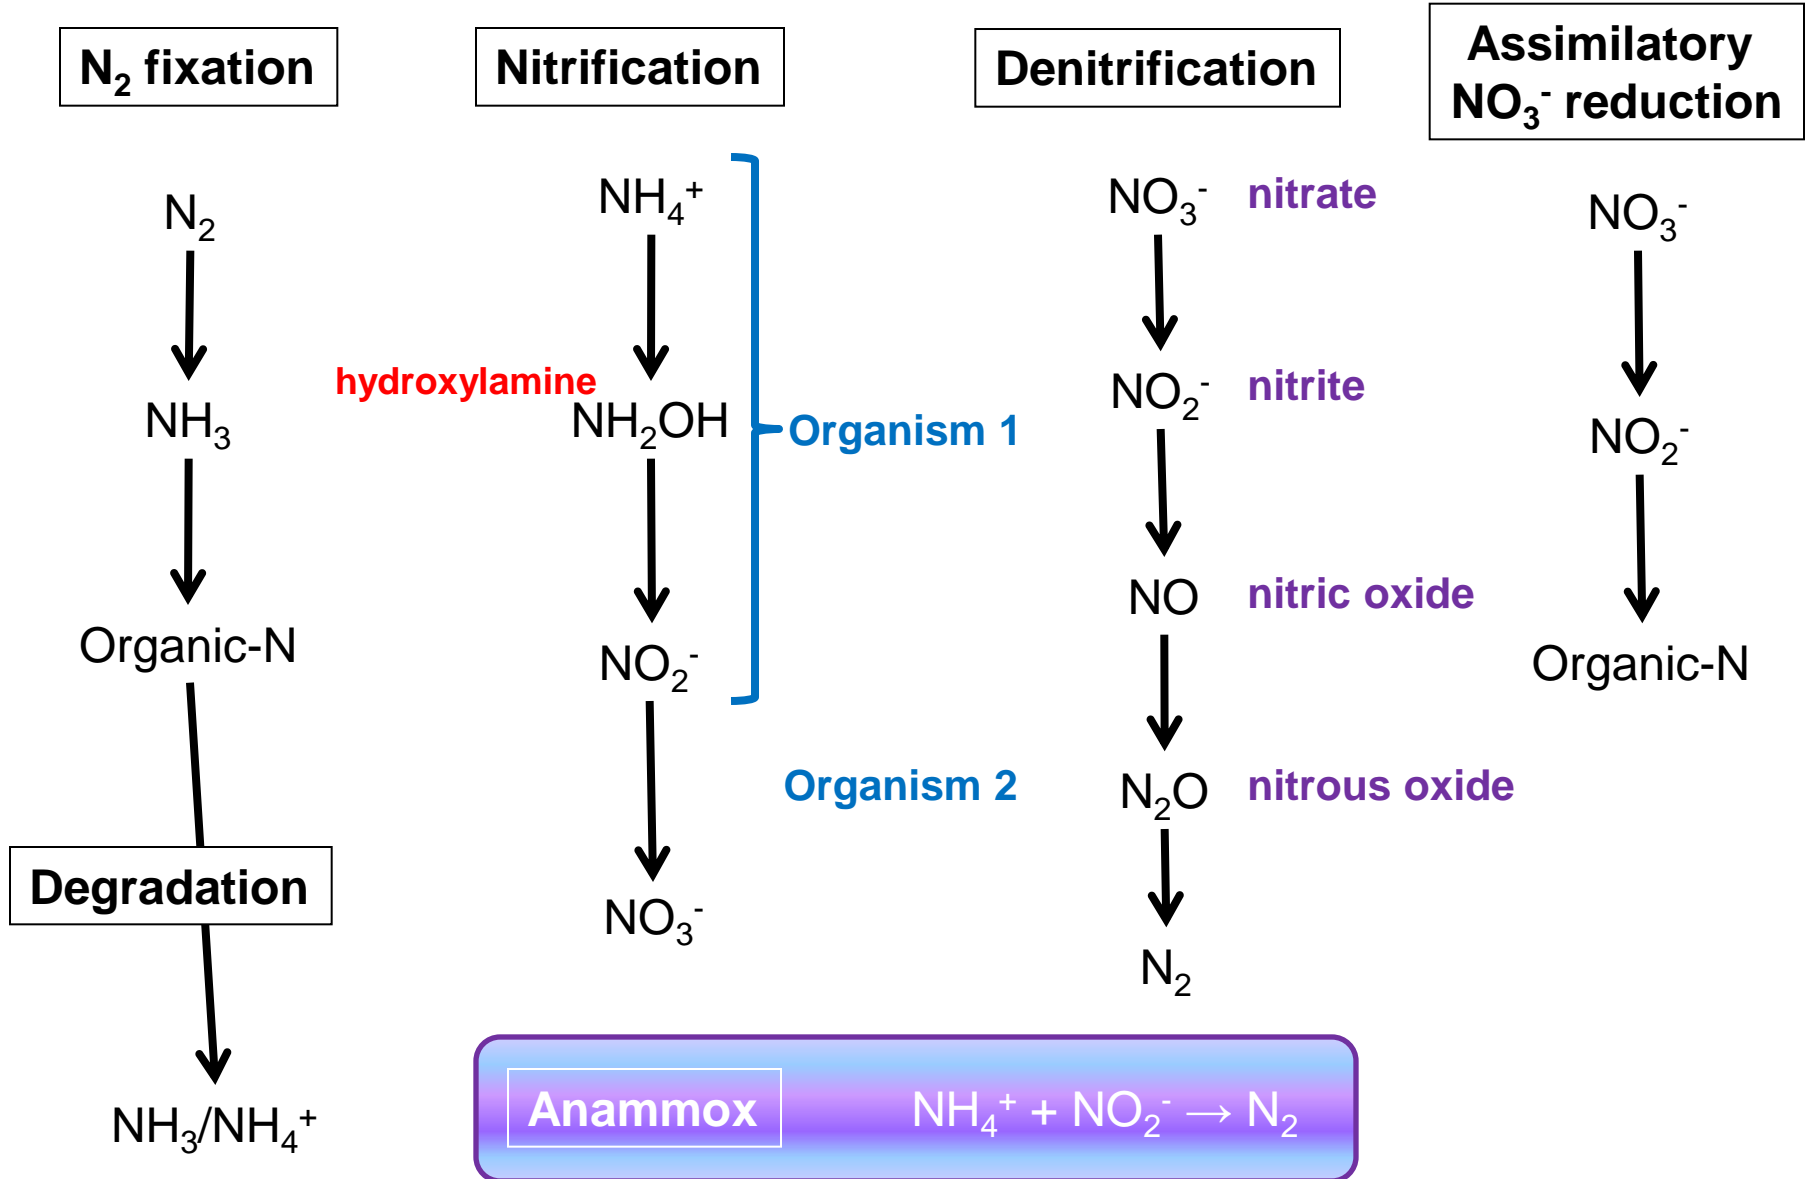 N₂ fixation
N₂
NH₃
Organic-N
Degradation
NH₃/NH₄⁺
Nitrification
NH₄⁺
hydroxylamine
NH₂OH
Organism 1
NO₂⁻
Organism 2
NO₃⁻
Denitrification
NO₃⁻ nitrate
NO₂⁻ nitrite
NO nitric oxide
N₂O nitrous oxide
N₂
Assimilatory
NO₃⁻ reduction
NO₃⁻
NO₂⁻
Organic-N
Anammox NH₄⁺ + NO₂⁻ → N₂